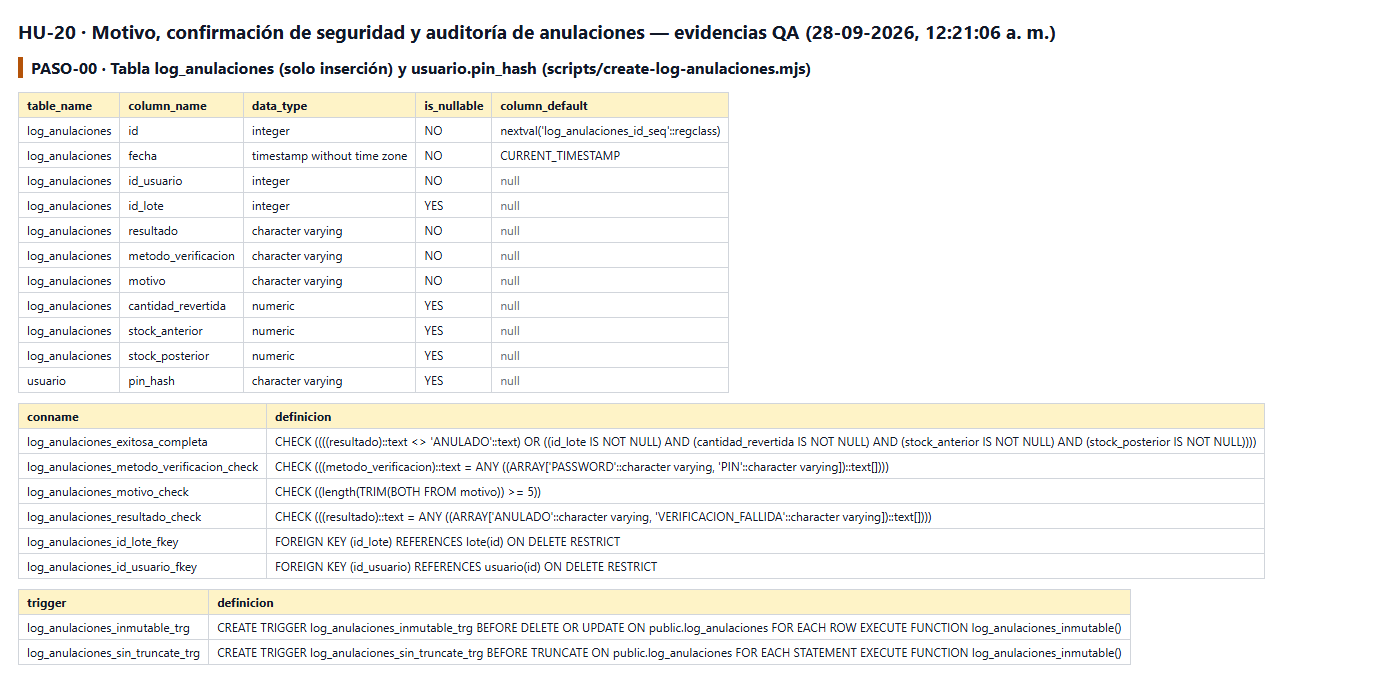 HU-20 · Motivo, confirmación de seguridad y auditoría de anulaciones — evidencias QA (28-09-2026, 12:21:06 a. m.)
PASO-00 · Tabla log_anulaciones (solo inserción) y usuario.pin_hash (scripts/create-log-anulaciones.mjs)
table_name column_name data_type is_nullable column_default
log_anulaciones id integer NO nextval('log_anulaciones_id_seq'::regclass)
log_anulaciones fecha timestamp without time zone NO CURRENT_TIMESTAMP
log_anulaciones id_usuario integer NO null
log_anulaciones id_lote integer YES null
log_anulaciones resultado character varying NO null
log_anulaciones metodo_verificacion character varying NO null
log_anulaciones motivo character varying NO null
log_anulaciones cantidad_revertida numeric YES null
log_anulaciones stock_anterior numeric YES null
log_anulaciones stock_posterior numeric YES null
usuario pin_hash character varying YES null
conname definicion
log_anulaciones_exitosa_completa CHECK ((((resultado)::text <> 'ANULADO'::text) OR ((id_lote IS NOT NULL) AND (cantidad_revertida IS NOT NULL) AND (stock_anterior IS NOT NULL) AND (stock_posterior IS NOT NULL))))
log_anulaciones_metodo_verificacion_check CHECK (((metodo_verificacion)::text = ANY ((ARRAY['PASSWORD'::character varying, 'PIN'::character varying])::text[])))
log_anulaciones_motivo_check CHECK ((length(TRIM(BOTH FROM motivo)) >= 5))
log_anulaciones_resultado_check CHECK (((resultado)::text = ANY ((ARRAY['ANULADO'::character varying, 'VERIFICACION_FALLIDA'::character varying])::text[])))
log_anulaciones_id_lote_fkey FOREIGN KEY (id_lote) REFERENCES lote(id) ON DELETE RESTRICT
log_anulaciones_id_usuario_fkey FOREIGN KEY (id_usuario) REFERENCES usuario(id) ON DELETE RESTRICT
trigger definicion
log_anulaciones_inmutable_trg CREATE TRIGGER log_anulaciones_inmutable_trg BEFORE DELETE OR UPDATE ON public.log_anulaciones FOR EACH ROW EXECUTE FUNCTION log_anulaciones_inmutable()
log_anulaciones_sin_truncate_trg CREATE TRIGGER log_anulaciones_sin_truncate_trg BEFORE TRUNCATE ON public.log_anulaciones FOR EACH STATEMENT EXECUTE FUNCTION log_anulaciones_inmutable()